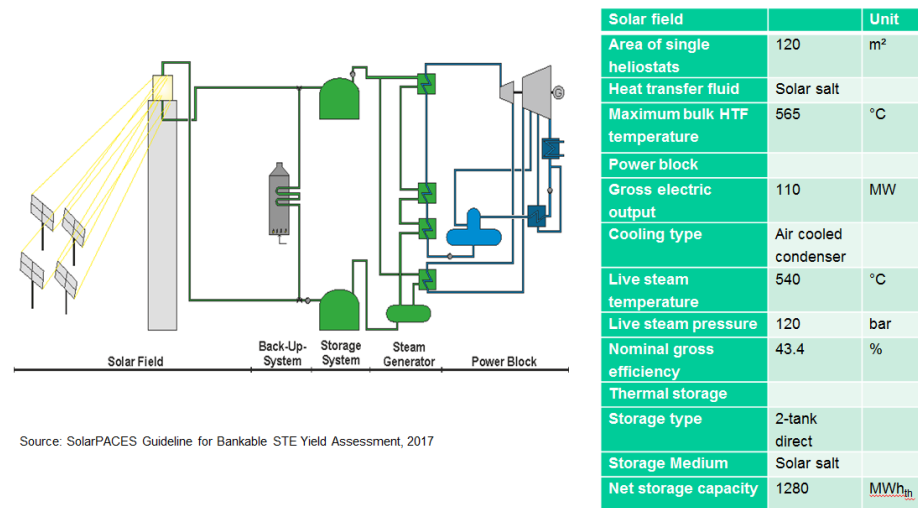 G
Solar Field
Back-Up-
System
Storage
System
Steam
Generator
Power Block
Source: SolarPACES Guideline for Bankable STE Yield Assessment, 2017
Solar field Unit
Area of single 120 m²
heliostats
Heat transfer fluid Solar salt
Maximum bulk HTF 565 °C
temperature
Power block
Gross electric 110 MW
output
Cooling type Air cooled
condenser
Live steam 540 °C
temperature
Live steam pressure 120 bar
Nominal gross 43.4 %
efficiency
Thermal storage
Storage type 2-tank
direct
Storage Medium Solar salt
Net storage capacity 1280 MWhth